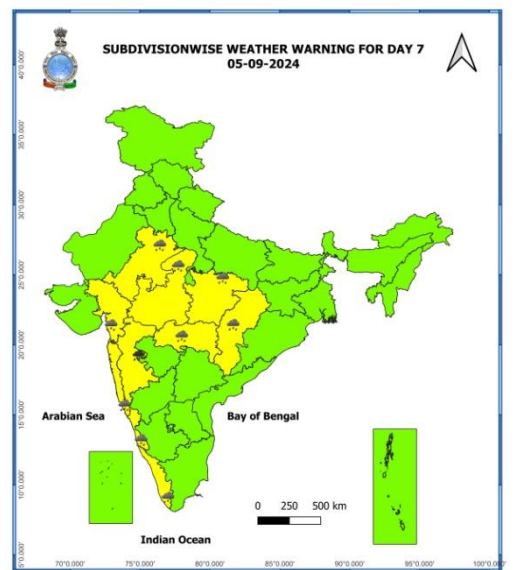 SUBDIVISIONWISE WEATHER WARNING FOR DAY 7
05-09-2024
40°0.000'
35°0.000'
30°0.000'
25°0.000'
20°0.000'
15°0.000'
10°0.000'
5°0.000'
Arabian Sea
Bay of Bengal
0 250 500 km
Indian Ocean
70°0.000' 75°0.000' 80°0.000' 85°0.000' 90°0.000' 95°0.000' 100°0.000'